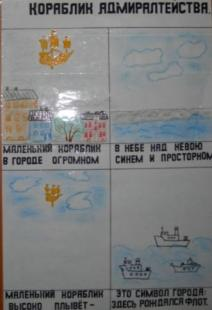 КОРАБЛИК АДМИРАЛТЕЙСТВА.
МАЛЕНЬКИЙ КОРАБЛИК
В ГОРОДЕ ОГРОМНОМ
В НЕБЕ НАД НЕВОЮ
СИНЕМ И ПРОСТОРНОМ
МАЛЕНЬКИЙ КОРАБЛИК
ВЫСОКО ПЛЫВЁТ-
ЭТО СИМВОЛ ГОРОДА:
ЗДЕСЬ РОЖДАЛСЯ ФЛОТ.